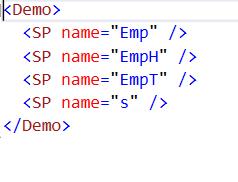 <Demo>
<SP name="Emp" />
<SP name="EmpH" />
<SP name="EmpT" />
<SP name="s" />
</Demo>